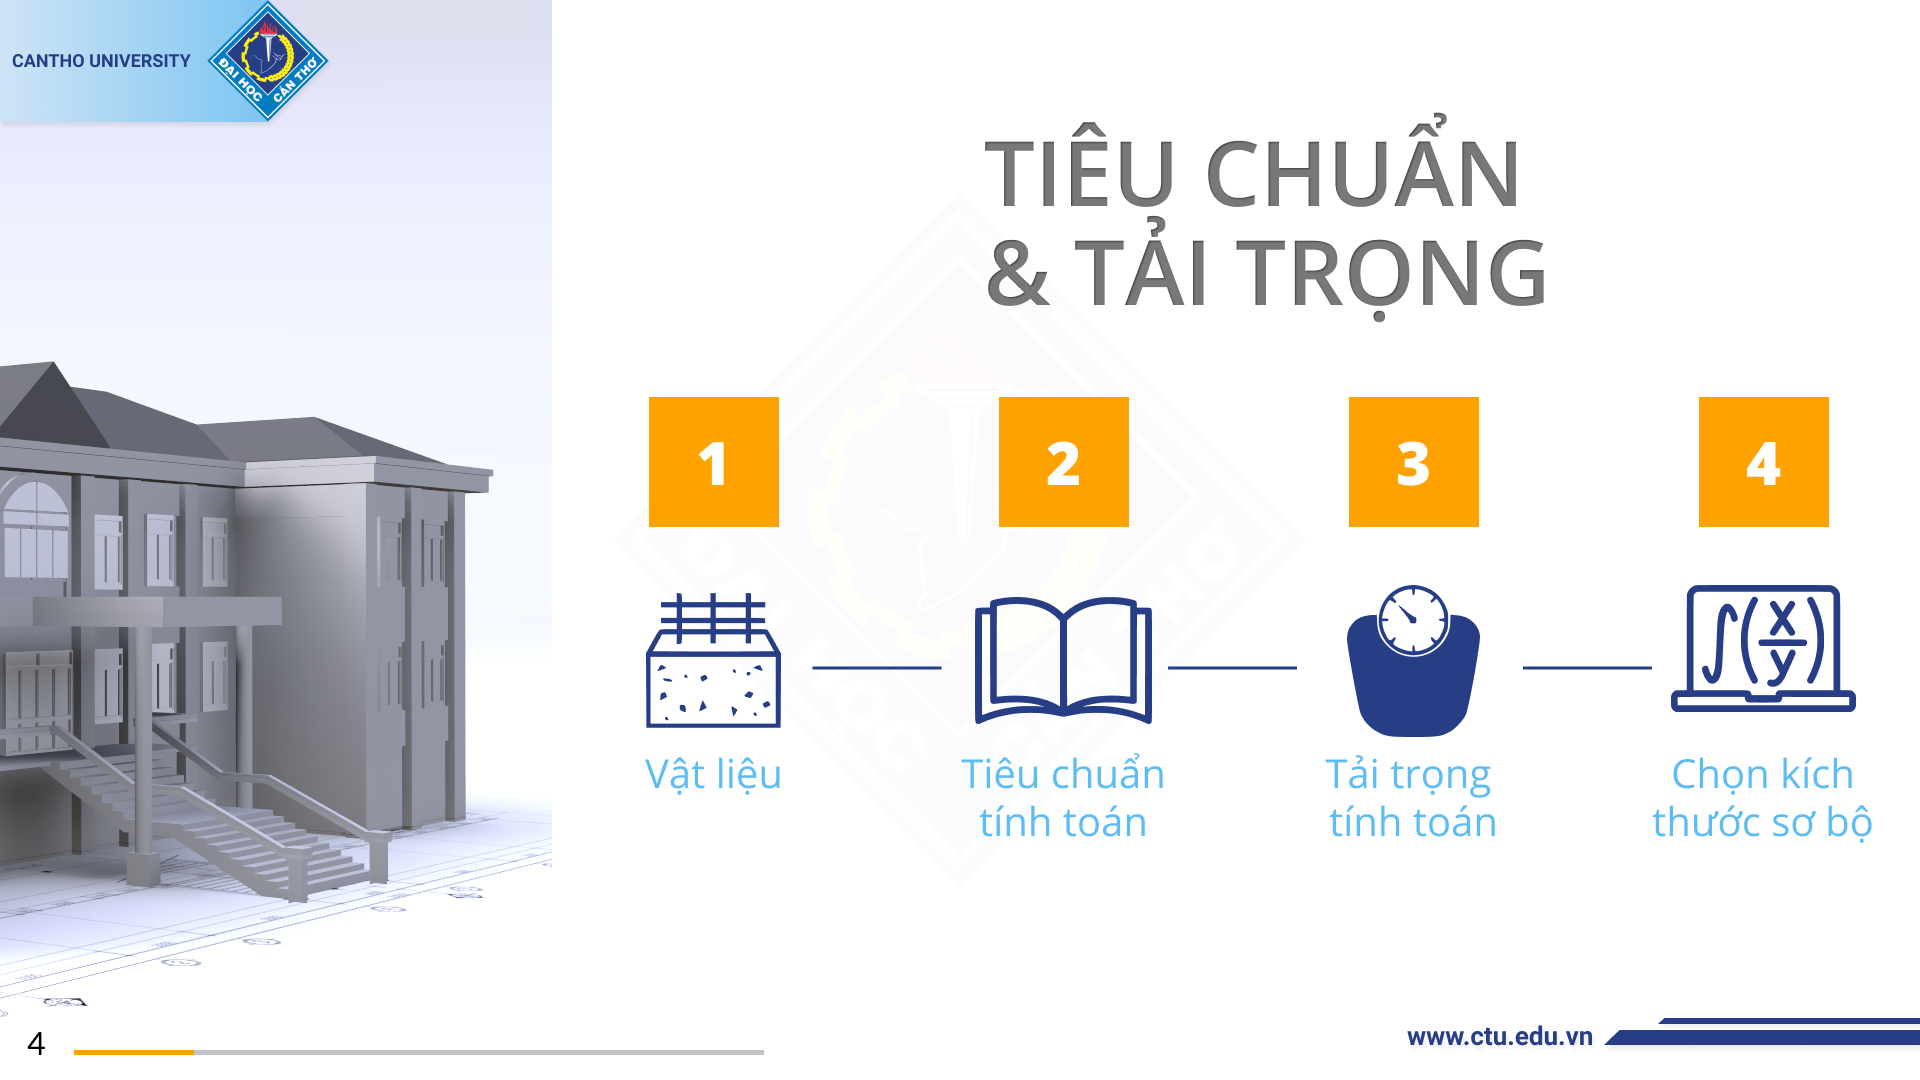 CANTHO UNIVERSITY
ĐẠI HỌC CẦN THƠ
TIÊU CHUẨN
& TẢI TRỌNG
1
2
3
4
∫(x/y)
Vật liệu
Tiêu chuẩn
tính toán
Tải trọng
tính toán
Chọn kích
thước sơ bộ
4
www.ctu.edu.vn